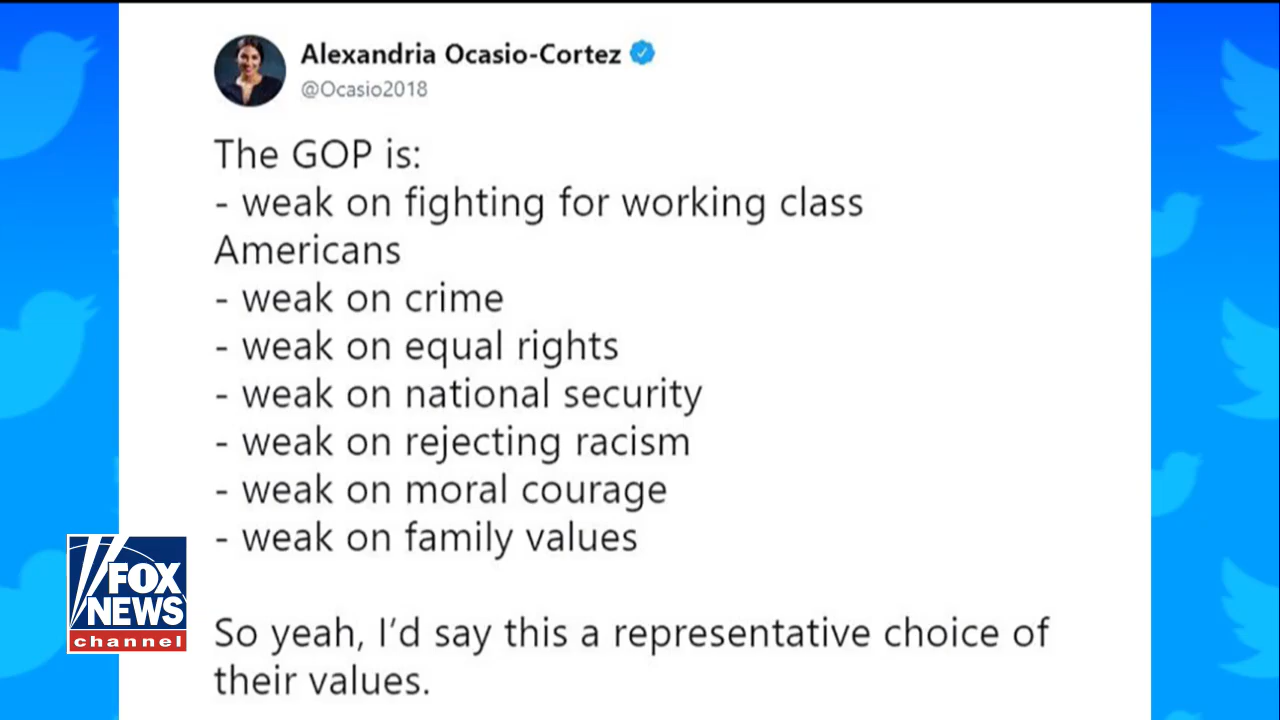 Alexandria Ocasio-Cortez
@Ocasio2018
The GOP is:
- weak on fighting for working class
Americans
- weak on crime
- weak on equal rights
- weak on national security
- weak on rejecting racism
- weak on moral courage
- weak on family values
So yeah, I'd say this a representative choice of
their values.
FOX
NEWS
channel